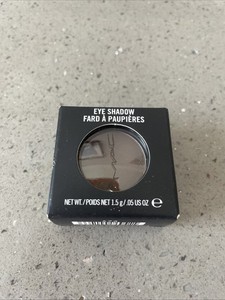 EYE SHADOW
FARD À PAUPIÈRES
NET WT./POIDS NET 1.5 g/.05 US OZ ℮